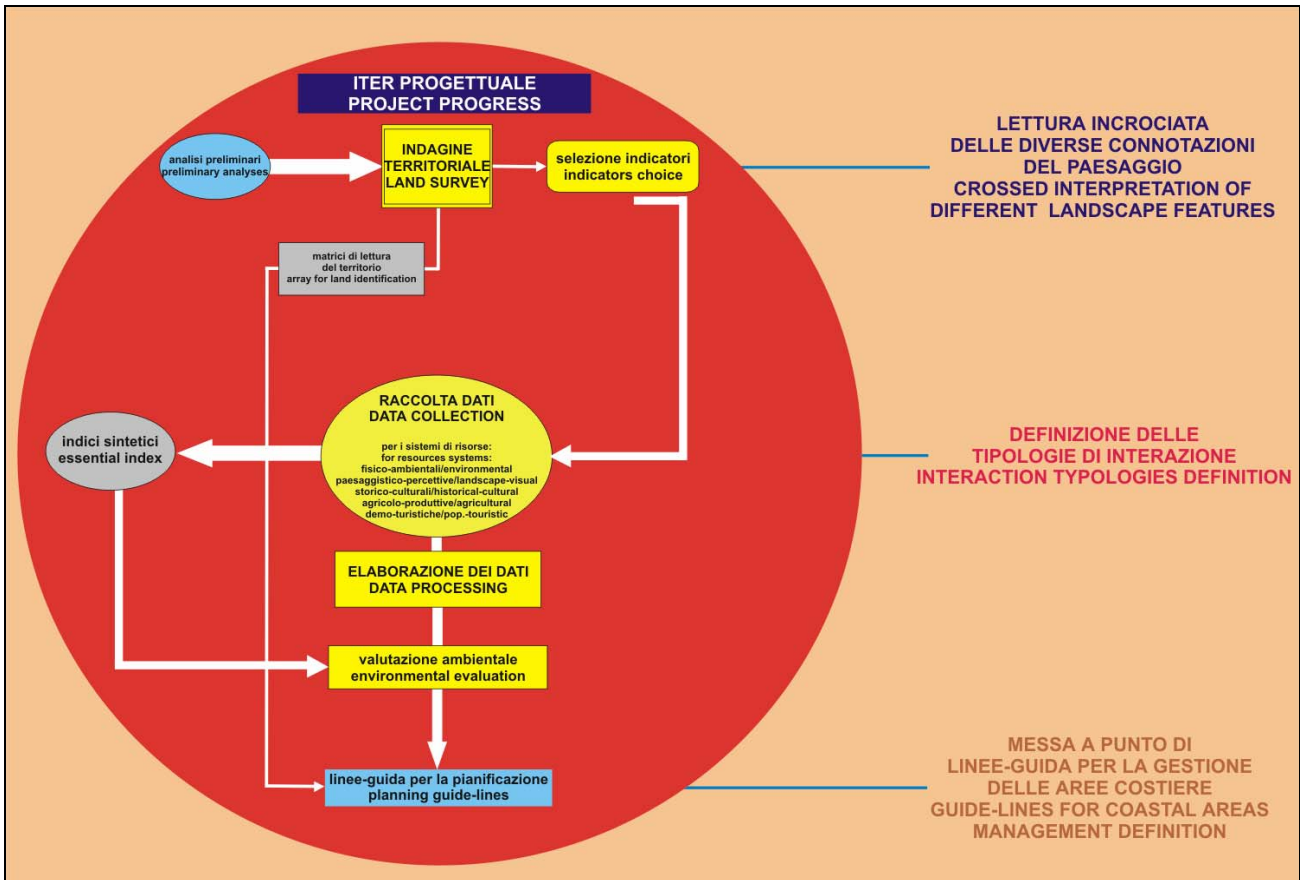 ITER PROGETTUALE
PROJECT PROGRESS
analisi preliminari
preliminary analyses
INDAGINE
TERRITORIALE
LAND SURVEY
selezione indicatori
indicators choice
matrici di lettura
del territorio
array for land identification
RACCOLTA DATI
DATA COLLECTION
per i sistemi di risorse:
for resources systems:
fisico-ambientali/environmental
paesaggistico-percettive/landscape-visual
storico-culturali/historical-cultural
agricolo-produttive/agricultural
demo-turistiche/pop.-touristic
indici sintetici
essential index
ELABORAZIONE DEI DATI
DATA PROCESSING
valutazione ambientale
environmental evaluation
linee-guida per la pianificazione
planning guide-lines
LETTURA INCROCIATA
DELLE DIVERSE CONNOTAZIONI
DEL PAESAGGIO
CROSSED INTERPRETATION OF
DIFFERENT LANDSCAPE FEATURES
DEFINIZIONE DELLE
TIPOLOGIE DI INTERAZIONE
INTERACTION TYPOLOGIES DEFINITION
MESSA A PUNTO DI
LINEE-GUIDA PER LA GESTIONE
DELLE AREE COSTIERE
GUIDE-LINES FOR COASTAL AREAS
MANAGEMENT DEFINITION